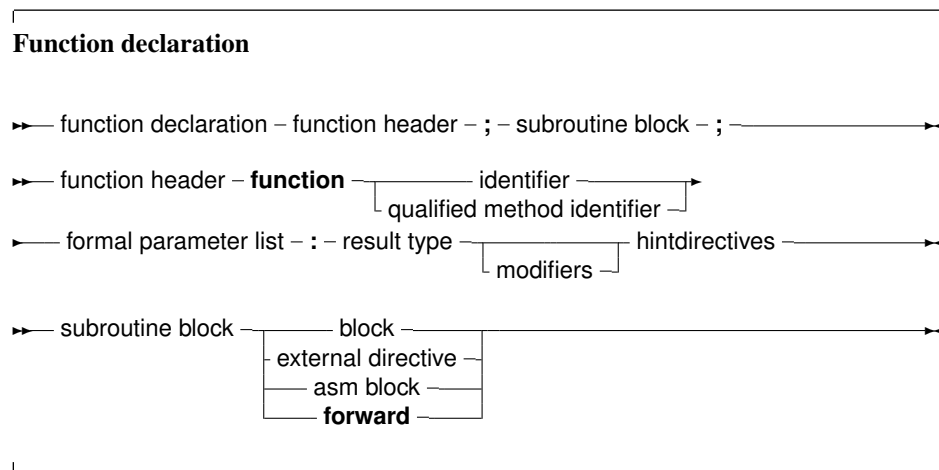 Function declaration
function declaration function header ; subroutine block ;
function header function identifier
qualified method identifier
formal parameter list : result type hintdirectives
modifiers
subroutine block block
external directive
asm block
forward